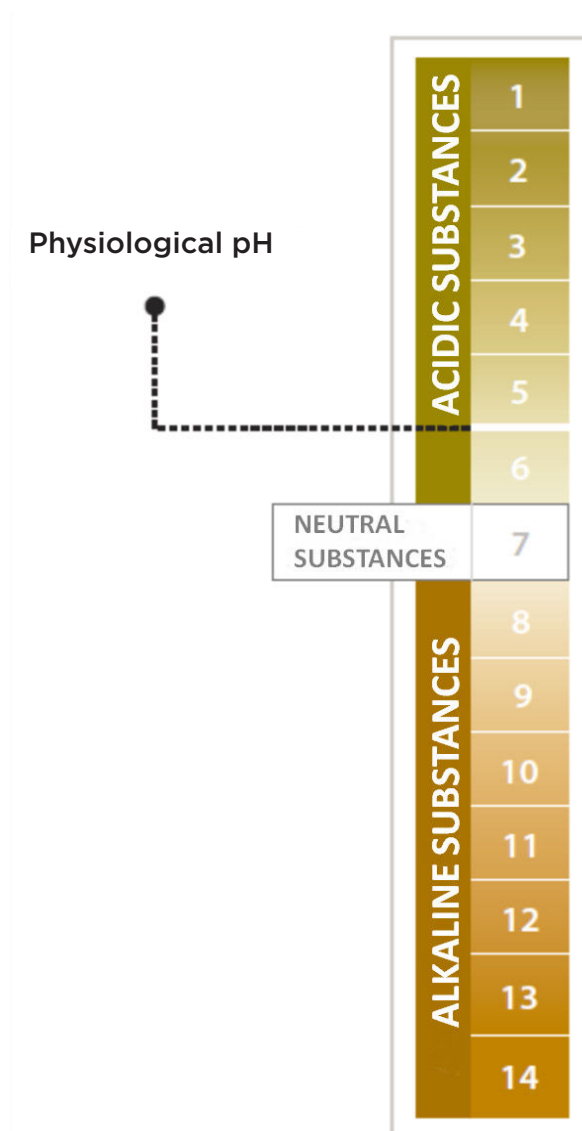 Physiological pH
ACIDIC SUBSTANCES
1
2
3
4
5
6
NEUTRAL
SUBSTANCES
7
ALKALINE SUBSTANCES
8
9
10
11
12
13
14